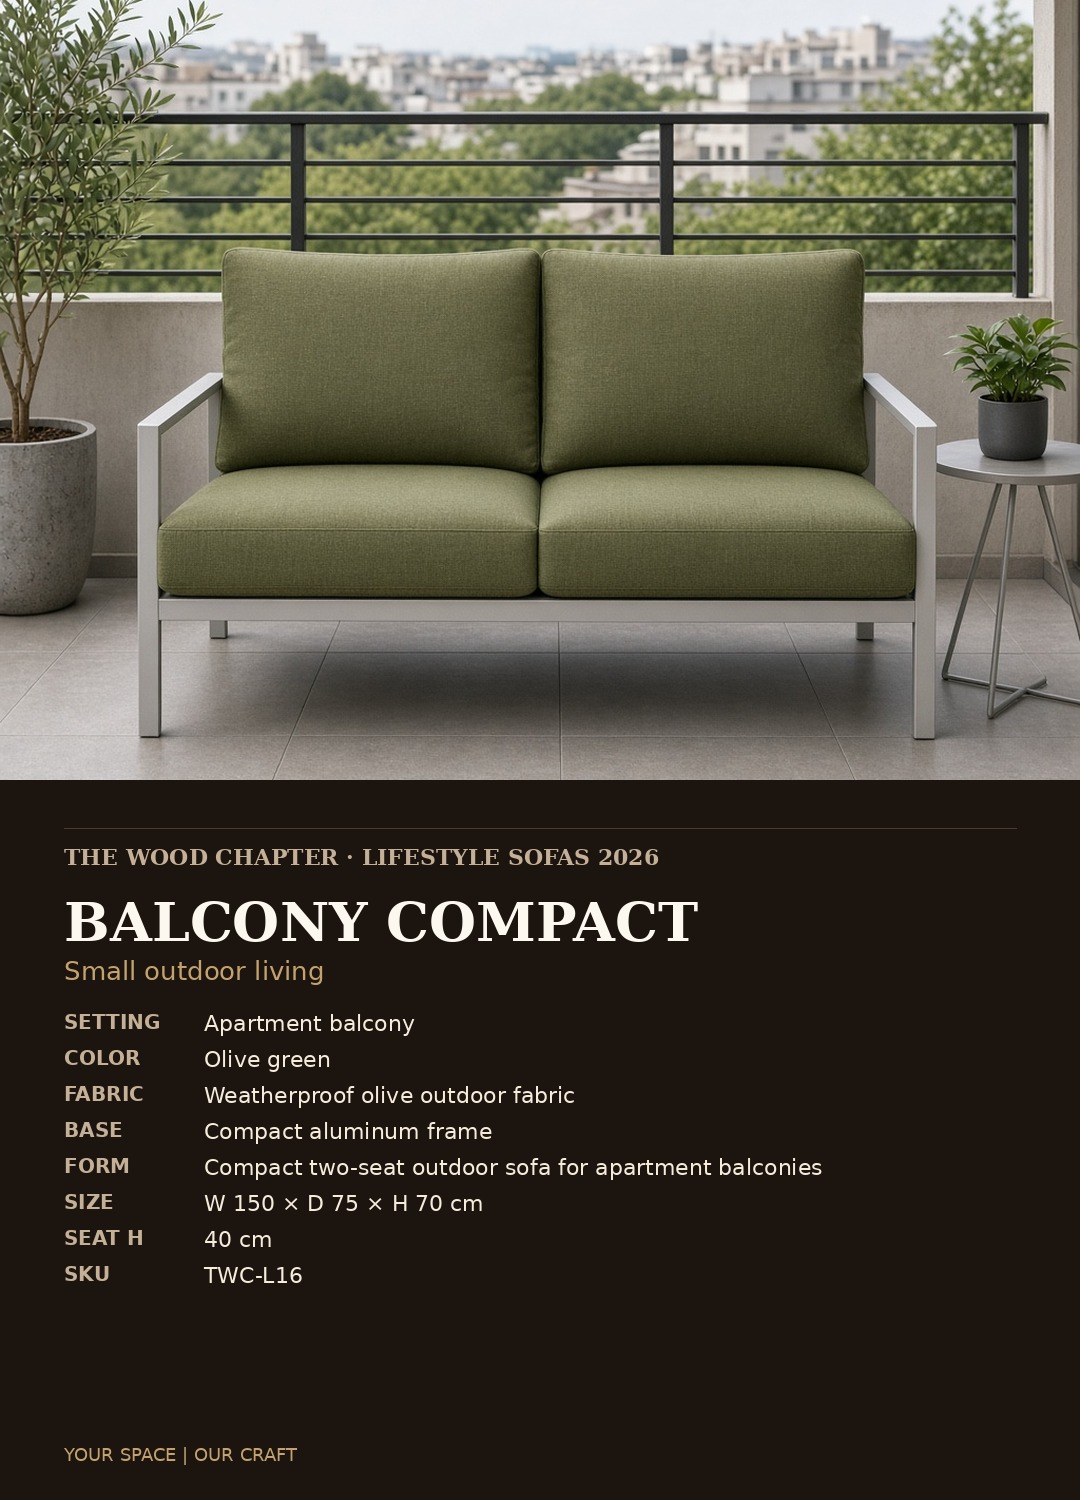 THE WOOD CHAPTER · LIFESTYLE SOFAS 2026
BALCONY COMPACT
Small outdoor living
SETTING Apartment balcony
COLOR Olive green
FABRIC Weatherproof olive outdoor fabric
BASE Compact aluminum frame
FORM Compact two-seat outdoor sofa for apartment balconies
SIZE W 150 × D 75 × H 70 cm
SEAT H 40 cm
SKU TWC-L16
YOUR SPACE | OUR CRAFT